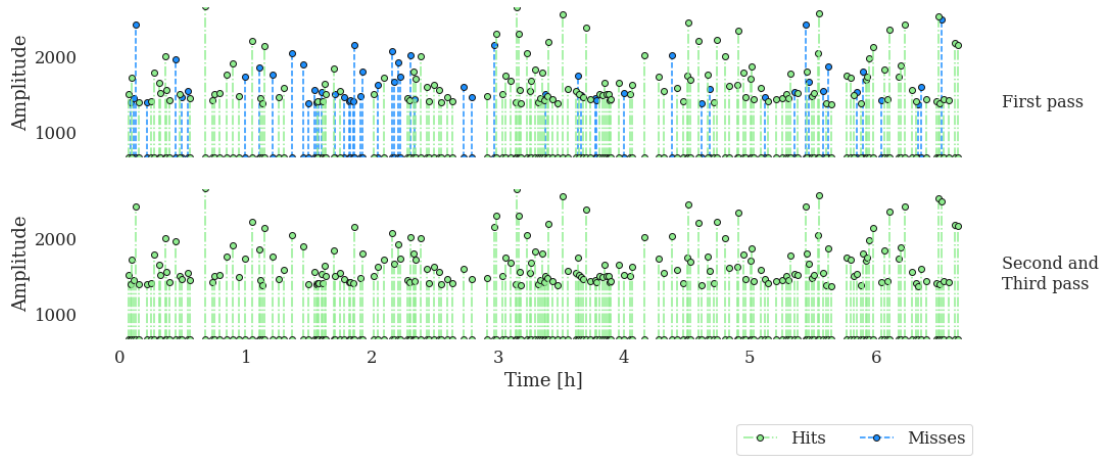 Amplitude
2000
1000
First pass
Amplitude
2000
1000
Second and
Third pass
0 1 2 3 4 5 6
Time [h]
Hits Misses